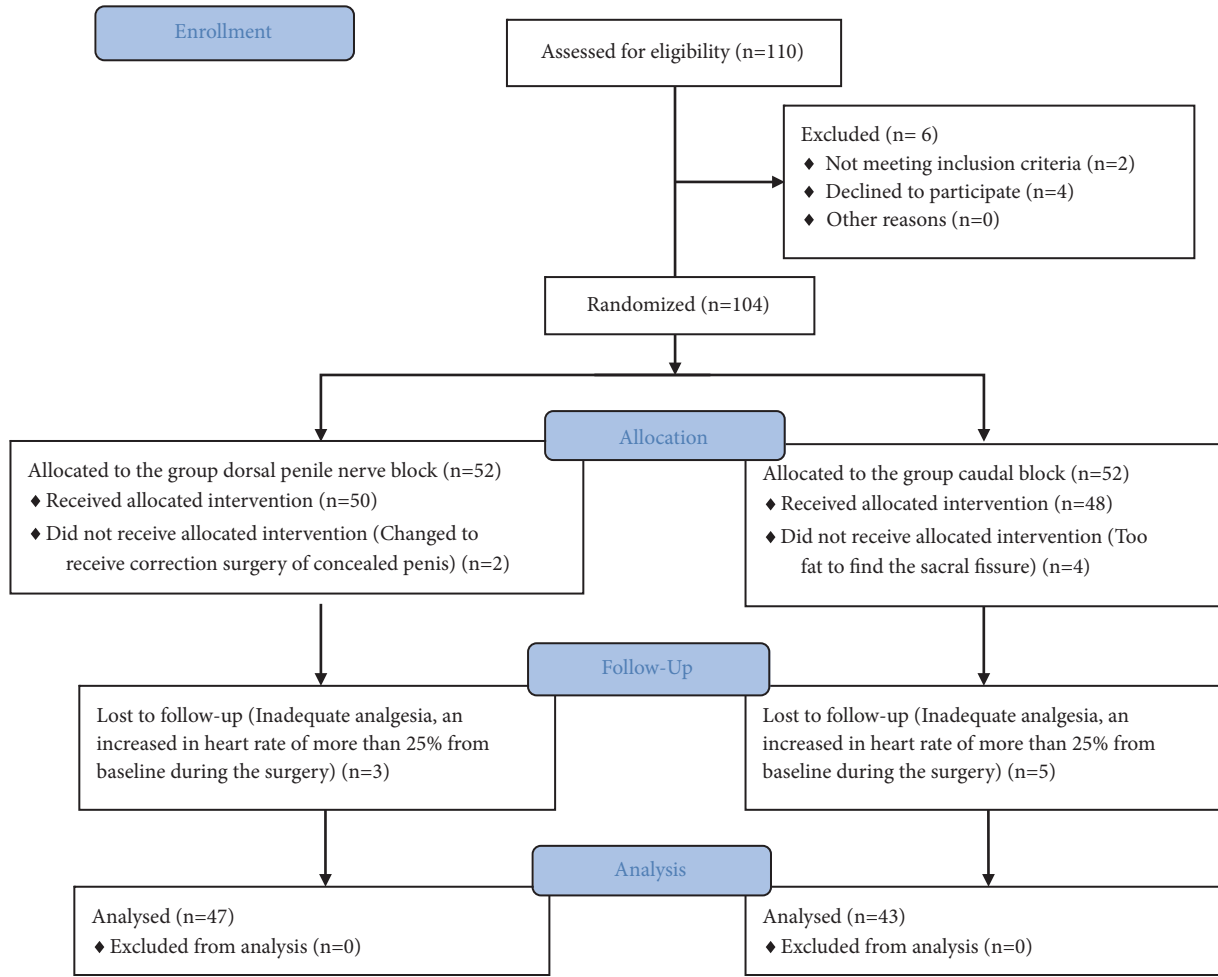 Enrollment
Assessed for eligibility (n=110)
Excluded (n= 6)
♦ Not meeting inclusion criteria (n=2)
♦ Declined to participate (n=4)
♦ Other reasons (n=0)
Randomized (n=104)
Allocation
Allocated to the group dorsal penile nerve block (n=52)
♦ Received allocated intervention (n=50)
♦ Did not receive allocated intervention (Changed to
receive correction surgery of concealed penis) (n=2)
Allocated to the group caudal block (n=52)
♦ Received allocated intervention (n=48)
♦ Did not receive allocated intervention (Too
fat to find the sacral fissure) (n=4)
Follow-Up
Lost to follow-up (Inadequate analgesia, an
increased in heart rate of more than 25% from
baseline during the surgery) (n=3)
Lost to follow-up (Inadequate analgesia, an
increased in heart rate of more than 25% from
baseline during the surgery) (n=5)
Analysis
Analysed (n=47)
♦ Excluded from analysis (n=0)
Analysed (n=43)
♦ Excluded from analysis (n=0)